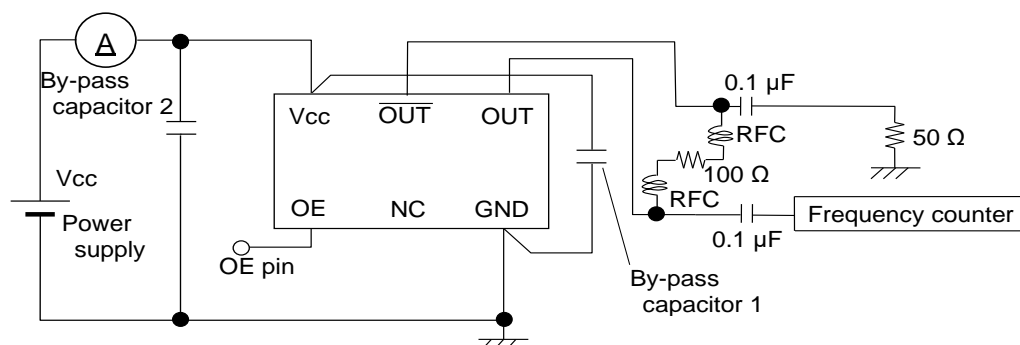 A
By-pass
capacitor 2
Vcc
OUT
OUT
0.1 µF
RFC
50 Ω
100 Ω
RFC
Vcc
Power
supply
OE
NC
GND
Frequency counter
0.1 µF
OE pin
By-pass
capacitor 1